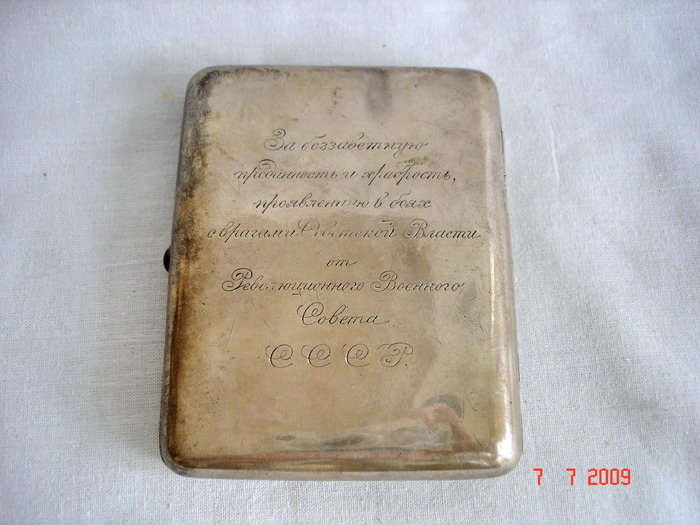 За беззаветную
преданность и храбрость,
проявленную в боях
с врагами Советской Власти
от
Революционного Военного
Совета
СССР.
7 7 2009